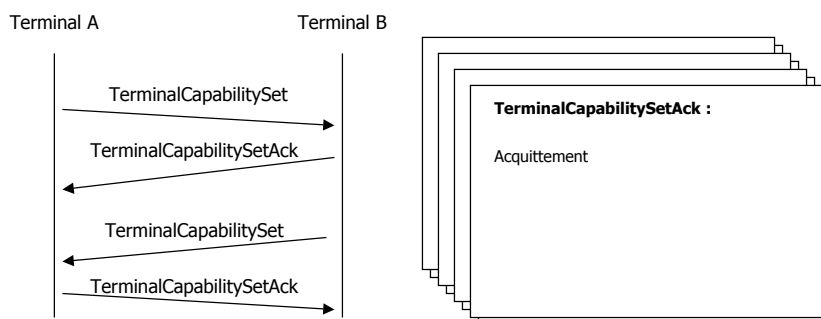 Terminal A
Terminal B
TerminalCapabilitySet
TerminalCapabilitySetAck
TerminalCapabilitySet
TerminalCapabilitySetAck
TerminalCapabilitySetAck :
Acquittement